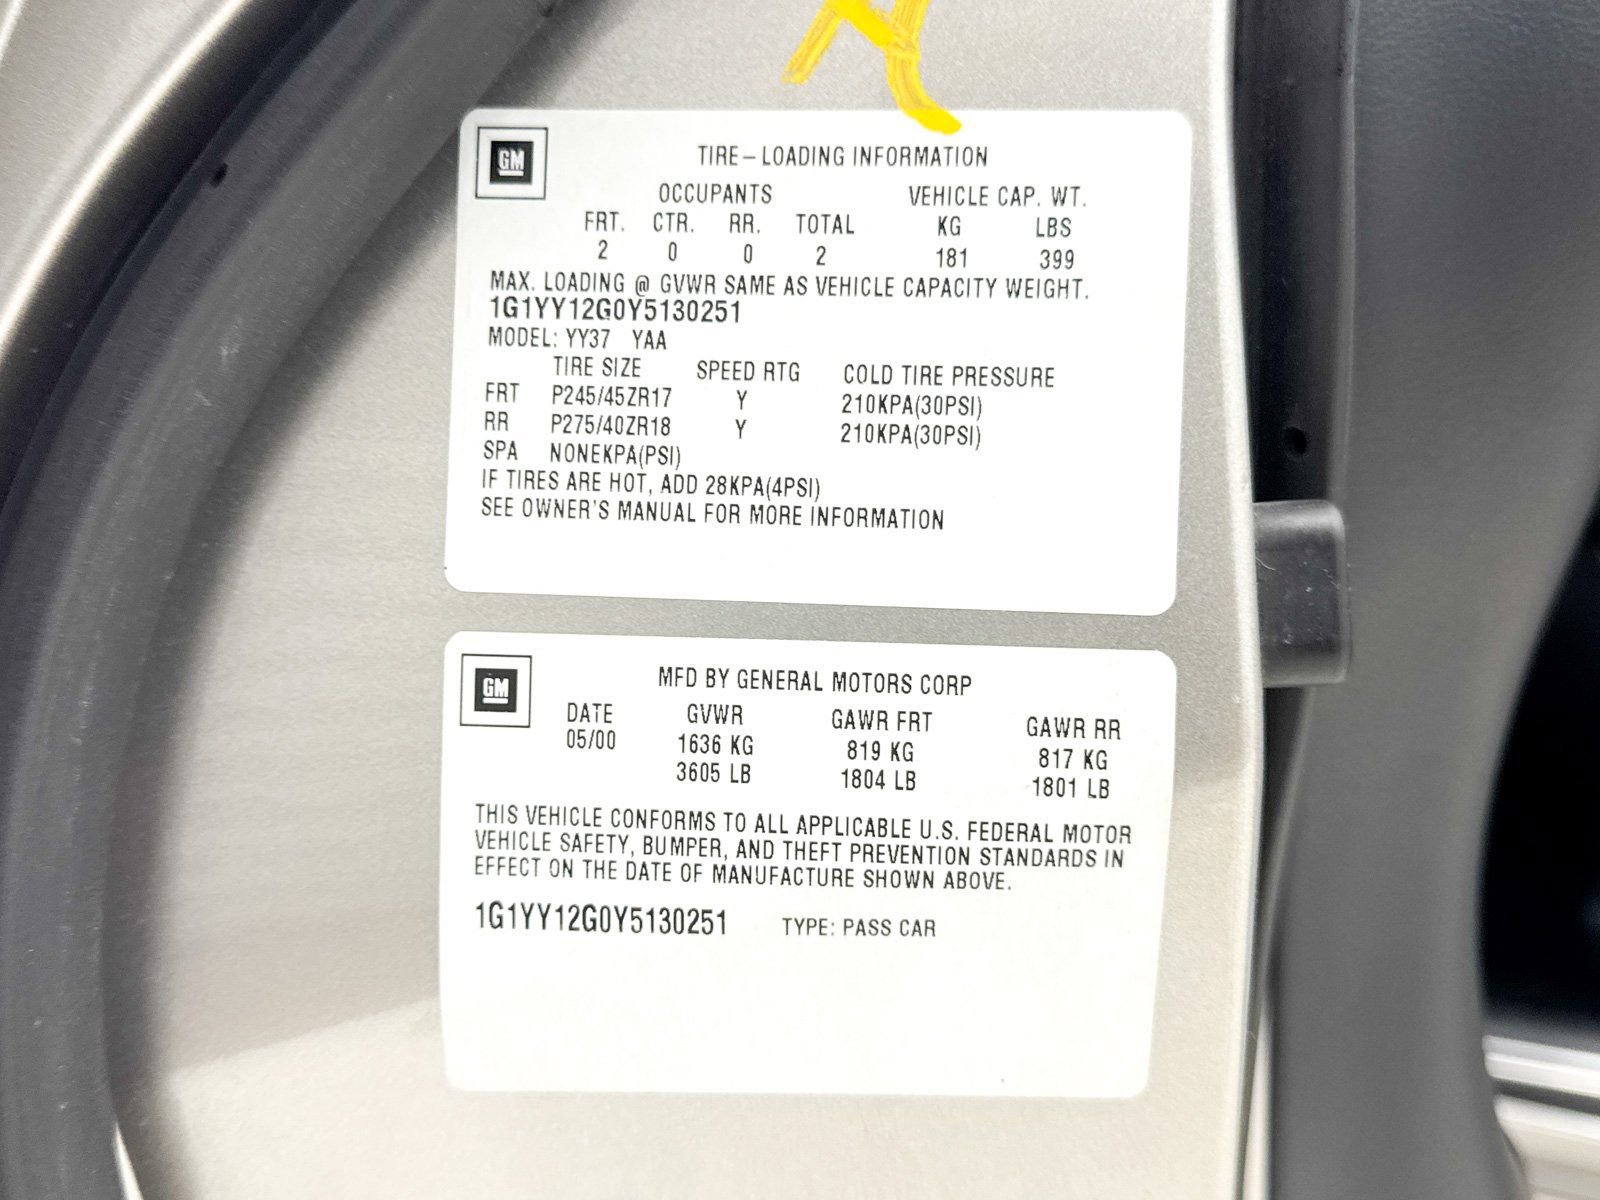 GM
TIRE–LOADING INFORMATION
OCCUPANTS VEHICLE CAP. WT.
FRT. CTR. RR. TOTAL KG LBS
2 0 0 2 181 399
MAX. LOADING @ GVWR SAME AS VEHICLE CAPACITY WEIGHT.
1G1YY12G0Y5130251
MODEL: YY37 YAA
TIRE SIZE SPEED RTG COLD TIRE PRESSURE
FRT P245/45ZR17 Y 210KPA(30PSI)
RR P275/40ZR18 Y 210KPA(30PSI)
SPA NONEKPA(PSI)
IF TIRES ARE HOT, ADD 28KPA(4PSI)
SEE OWNER'S MANUAL FOR MORE INFORMATION
GM
MFD BY GENERAL MOTORS CORP
DATE GVWR GAWR FRT GAWR RR
05/00 1636 KG 819 KG 817 KG
3605 LB 1804 LB 1801 LB
THIS VEHICLE CONFORMS TO ALL APPLICABLE U.S. FEDERAL MOTOR
VEHICLE SAFETY, BUMPER, AND THEFT PREVENTION STANDARDS IN
EFFECT ON THE DATE OF MANUFACTURE SHOWN ABOVE.
1G1YY12G0Y5130251 TYPE: PASS CAR